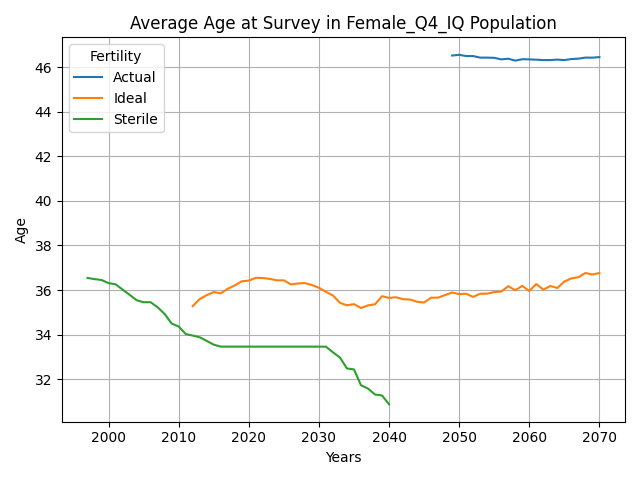 Average Age at Survey in Female_Q4_IQ Population
Fertility
Actual
Ideal
Sterile
Age
46
44
42
40
38
36
34
32
2000 2010 2020 2030 2040 2050 2060 2070
Years